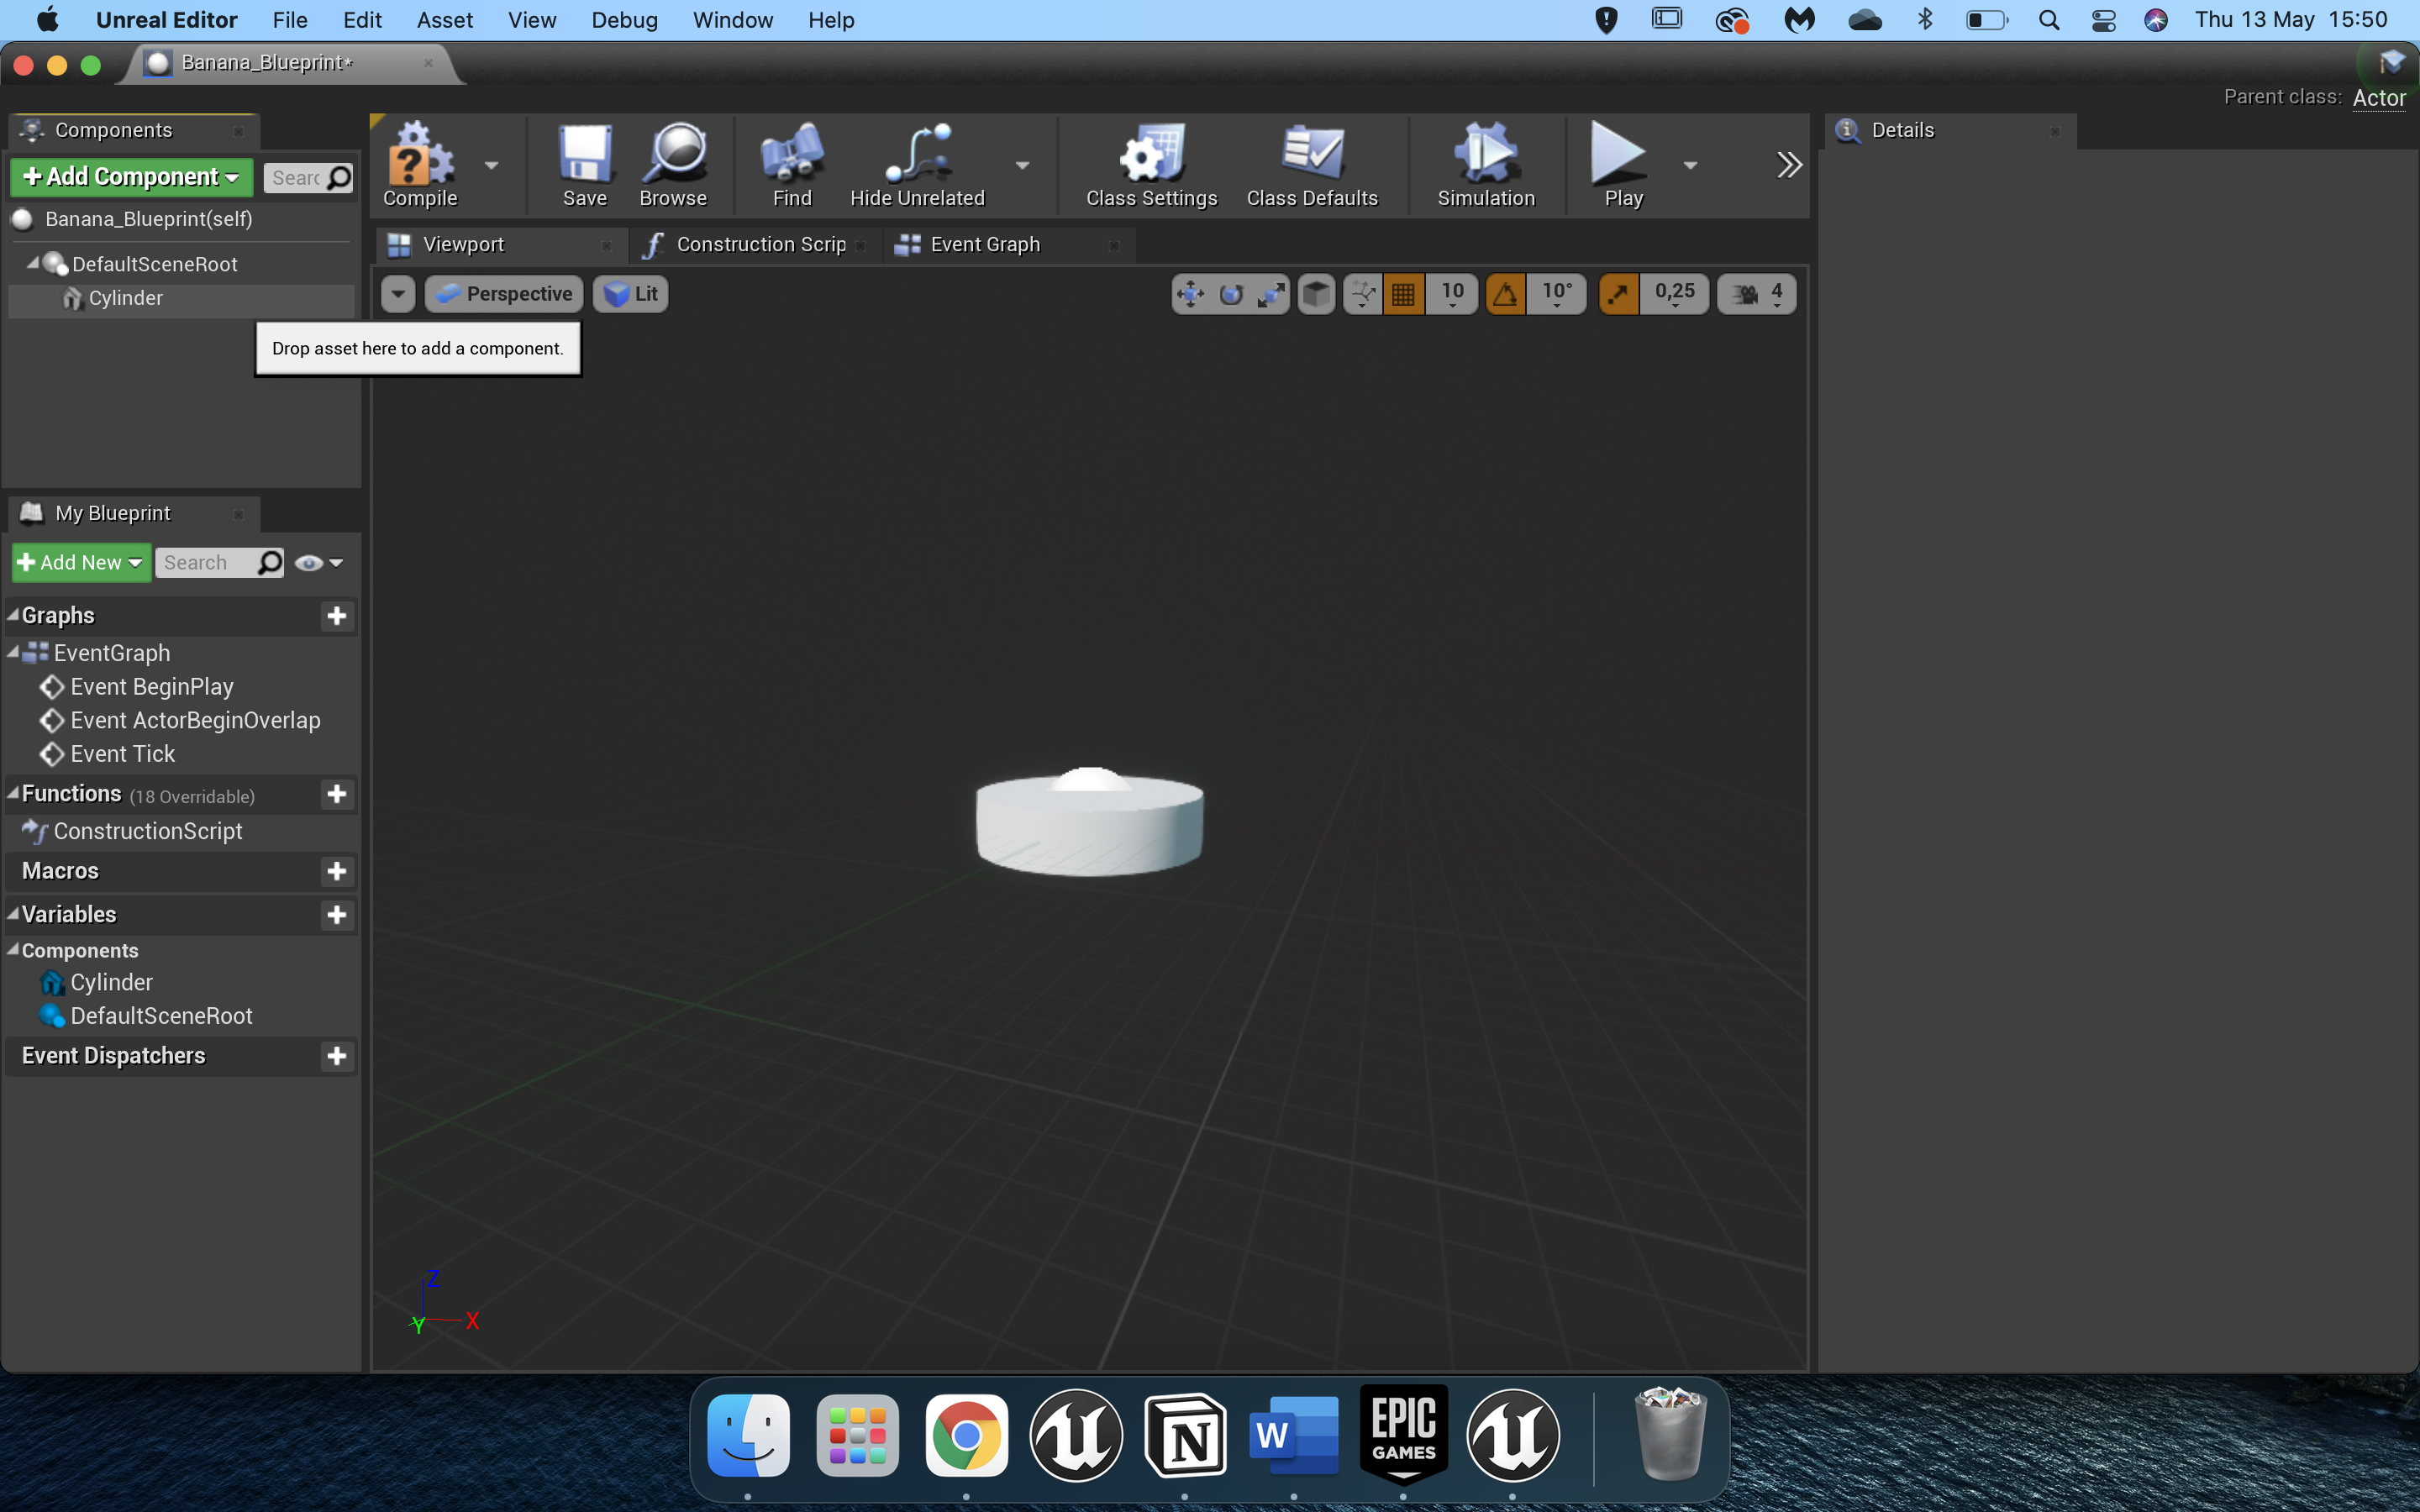 Unreal Editor File Edit Asset View Debug Window Help Thu 13 May 15:50
Banana_Blueprint*
Parent class: Actor
Components
Details
+ Add Component
Searc
Compile Save Browse Find Hide Unrelated Class Settings Class Defaults Simulation Play
Banana_Blueprint(self)
DefaultSceneRoot
Cylinder
Viewport Construction Scrip Event Graph
Perspective Lit 10 10° 0,25 4
Drop asset here to add a component.
My Blueprint
+ Add New Search
Graphs
EventGraph
Event BeginPlay
Event ActorBeginOverlap
Event Tick
Functions (18 Overridable)
ConstructionScript
Macros
Variables
Components
Cylinder
DefaultSceneRoot
Event Dispatchers
Z
Y X
N W EPIC
GAMES